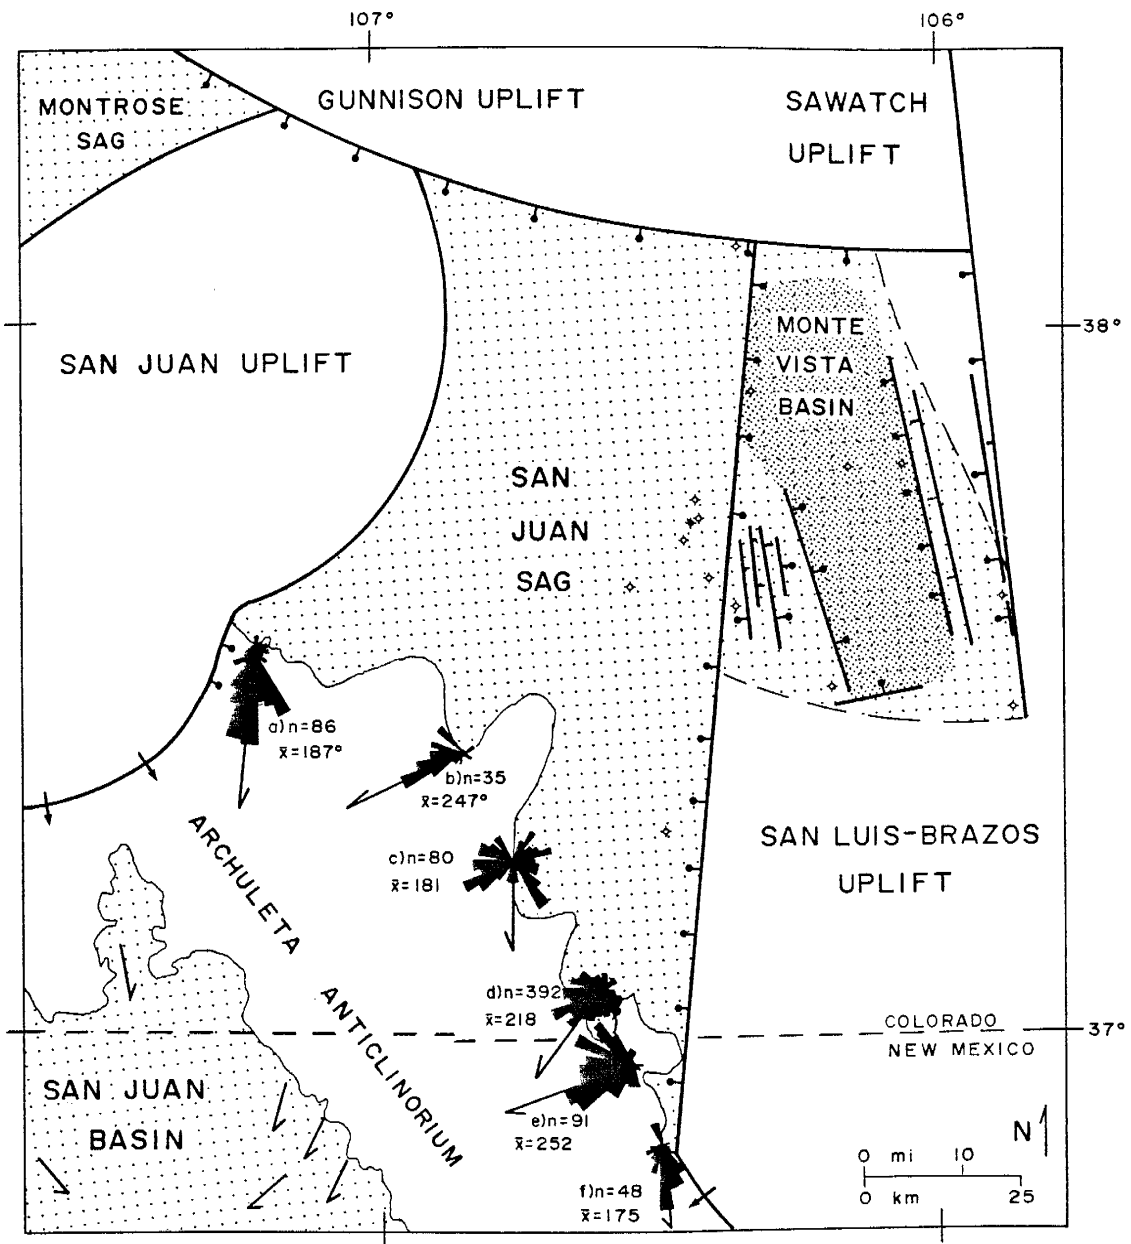 107°
106°
MONTROSE
SAG
GUNNISON UPLIFT
SAWATCH
UPLIFT
38°
MONTE
VISTA
BASIN
SAN JUAN UPLIFT
SAN
JUAN
SAG
a)n=86
x̄=187°
b)n=35
x̄=247°
c)n=80
x̄=181
SAN LUIS-BRAZOS
UPLIFT
ARCHULETA
ANTICLINORIUM
d)n=392
x̄=218
COLORADO
NEW MEXICO
37°
SAN JUAN
BASIN
e)n=91
x̄=252
f)n=48
x̄=175
N
0 mi 10
0 km 25